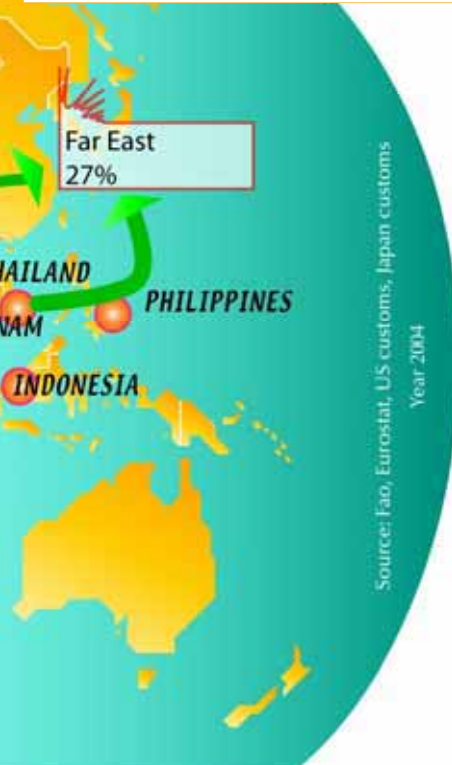 Far East
27%
HAILAND
PHILIPPINES
NAM
INDONESIA
Source: Fao, Eurostat, US customs, Japan customs
Year 2004